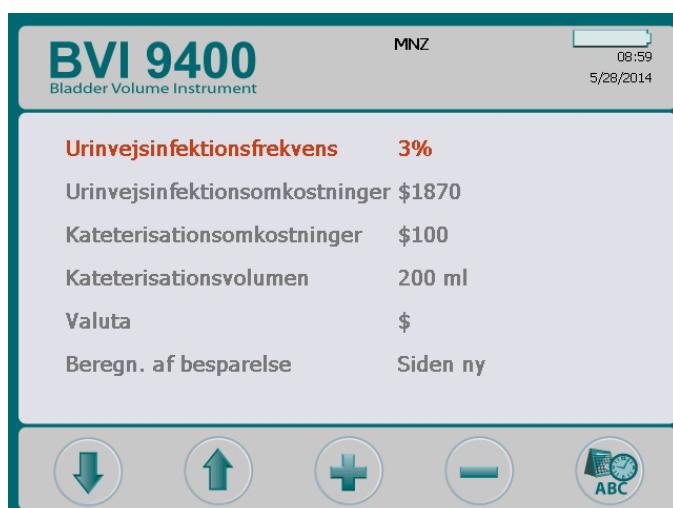 BVI 9400
Bladder Volume Instrument
MNZ
08:59
5/28/2014
Urinvejsinfektionsfrekvens 3%
Urinvejsinfektionsomkostninger $1870
Kateterisationsomkostninger $100
Kateterisationsvolumen 200 ml
Valuta $
Beregn. af besparelse Siden ny
ABC